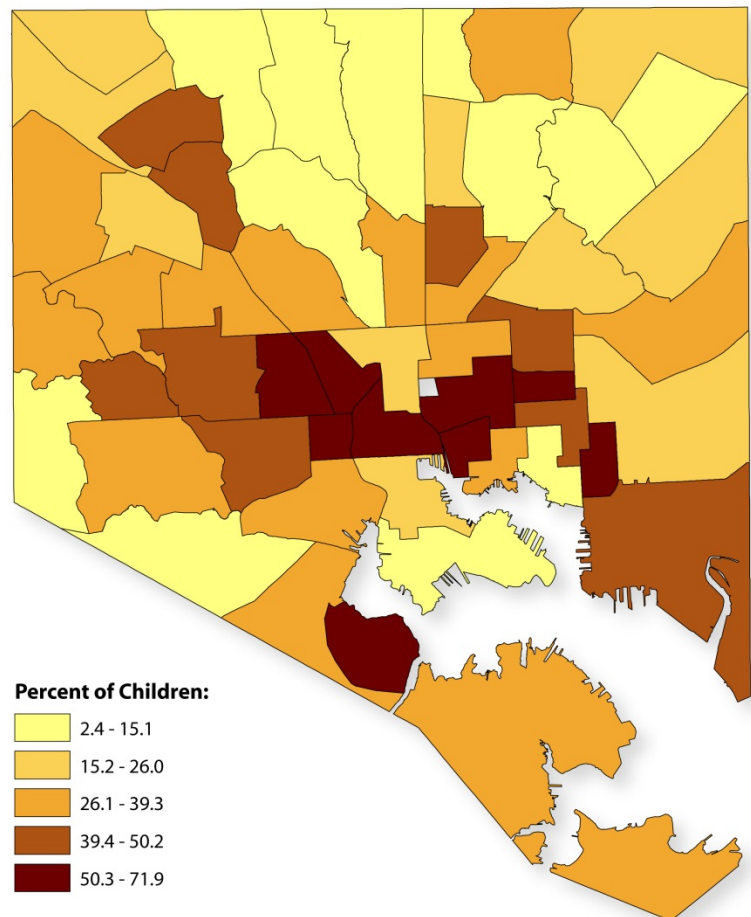 Percent of Children:
2.4 - 15.1
15.2 - 26.0
26.1 - 39.3
39.4 - 50.2
50.3 - 71.9